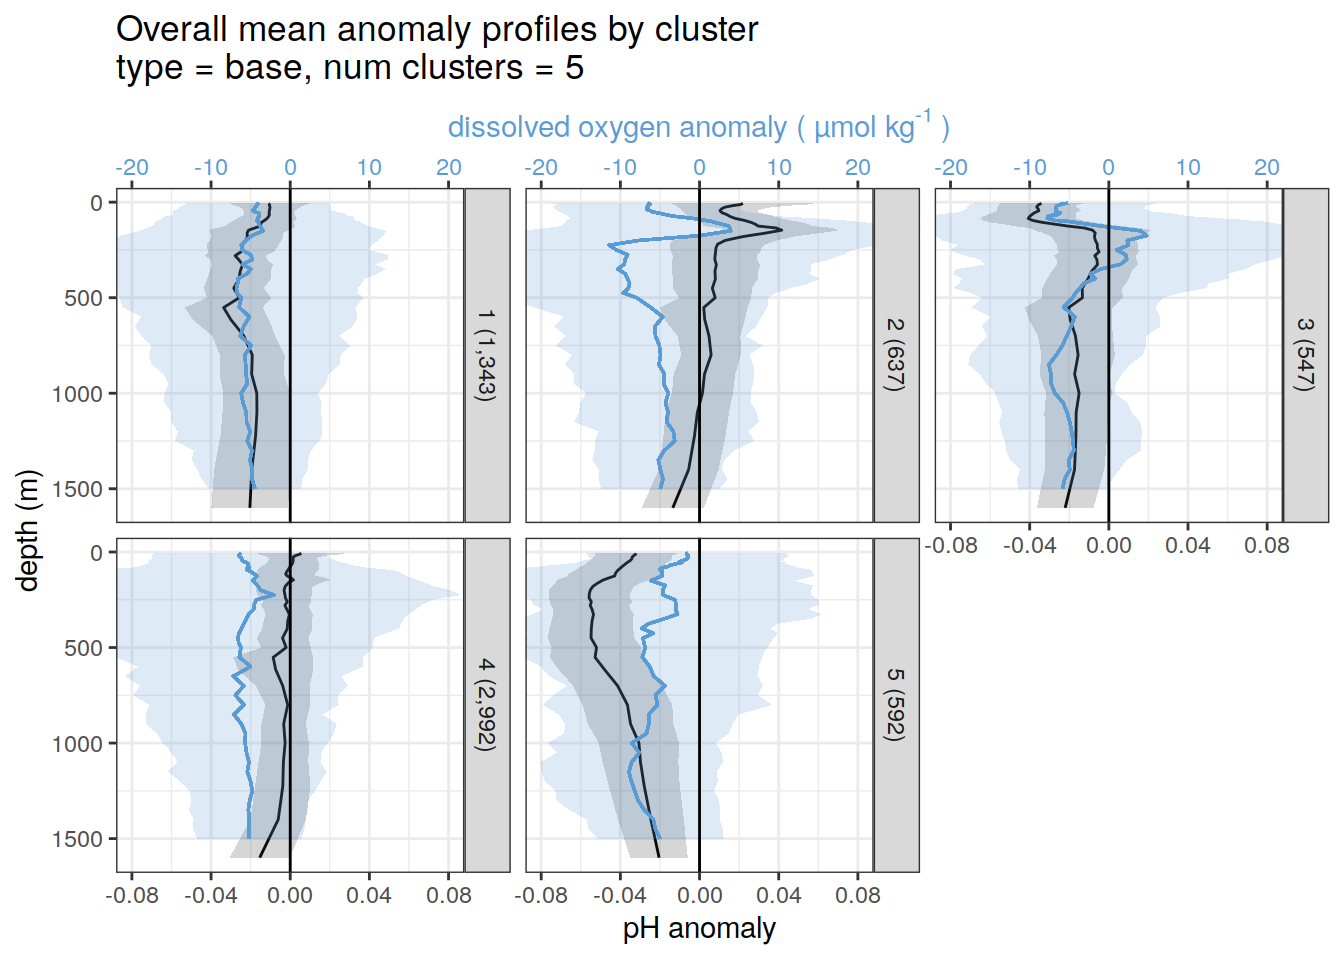 Overall mean anomaly profiles by cluster
type = base, num clusters = 5
dissolved oxygen anomaly ( µmol kg⁻¹ )
-20 -10 0 10 20 -20 -10 0 10 20 -20 -10 0 10 20
0
500
1000
1500
1 (1,343)
2 (637)
3 (547)
-0.08 -0.04 0.00 0.04 0.08
depth (m)
0
500
1000
1500
4 (2,992)
5 (592)
-0.08 -0.04 0.00 0.04 0.08 -0.08 -0.04 0.00 0.04 0.08
pH anomaly